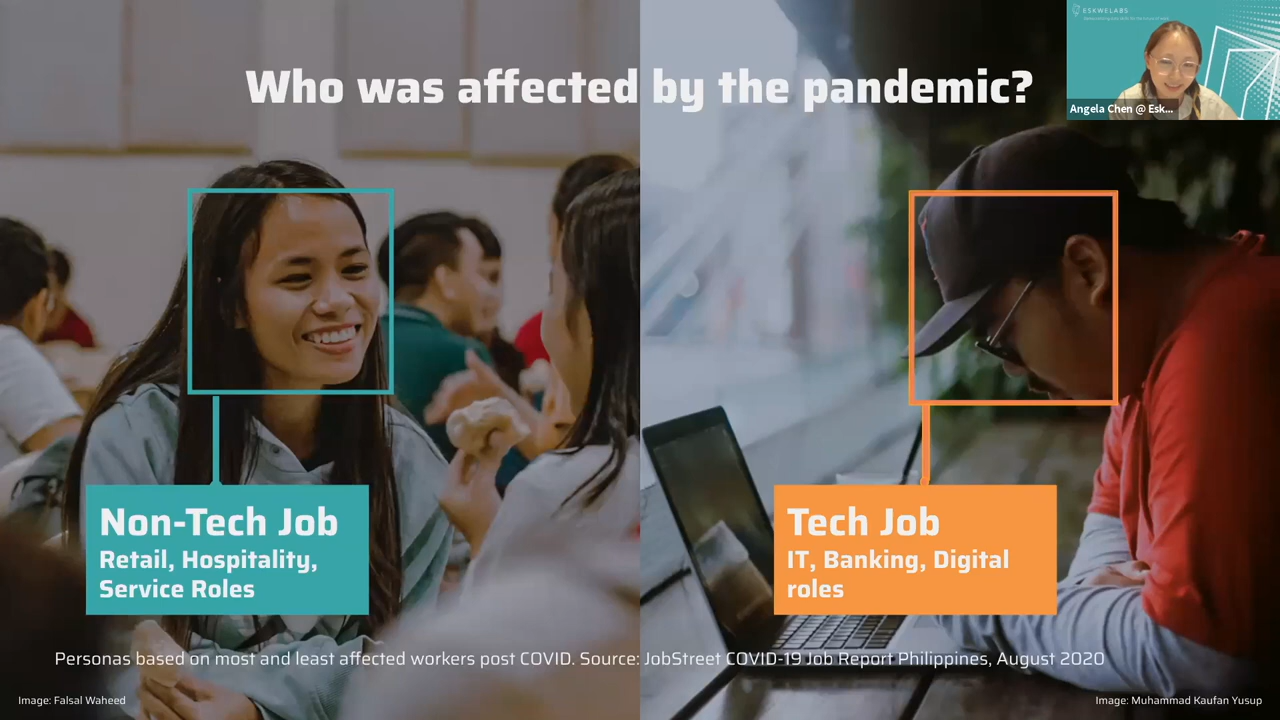 Who was affected by the pandemic?
ESKWELABS
Angela Chen @ Esk...
Non-Tech Job
Retail, Hospitality,
Service Roles
Tech Job
IT, Banking, Digital
roles
Personas based on most and least affected workers post COVID. Source: JobStreet COVID-19 Job Report Philippines, August 2020
Image: Falsal Waheed
Image: Muhammad Kaufan Yusup